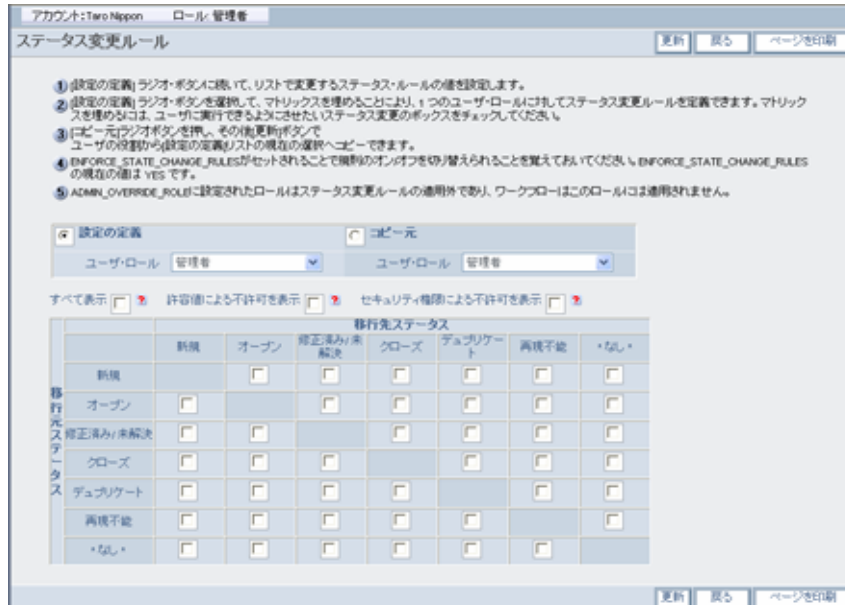 アカウント: Taro Nippon ロール: 管理者
ステータス変更ルール 更新 戻る ページを印刷
① [設定の定義] ラジオ・ボタンに続いて、リストで変更するステータス・ルールの値を設定します。
② [設定の定義] ラジオ・ボタンを選択して、マトリックスを埋めることにより、1 つのユーザ・ロールに対してステータス変更ルールを定義できます。マトリック
スを埋めるには、ユーザに実行できるようにさせたいステータス変更のボックスをチェックしてください。
③ [コピー元]ラジオボタンを押し、その後[更新]ボタンで
ユーザの役割から[設定の定義]リストの現在の選択へコピーできます。
④ ENFORCE_STATE_CHANGE_RULESがセットされることで規則のオン/オフを切り替えられることを覚えておいてください。ENFORCE_STATE_CHANGE_RULES
の現在の値は YES です。
⑤ ADMIN_OVERRIDE_ROLEに設定されたロールはステータス変更ルールの適用外であり、ワークフローはこのロールには適用されません。
設定の定義 コピー元
ユーザ・ロール 管理者 ユーザ・ロール 管理者
すべて表示 ? 許容値による不許可を表示 ? セキュリティ権限による不許可を表示 ?
移行先ステータス
新規 オープン 修正済み/未解決 クローズ デュプリケート 再現不能 *なし*
移行元ステータス
新規
オープン
修正済み/未解決
クローズ
デュプリケート
再現不能
*なし*
更新 戻る ページを印刷